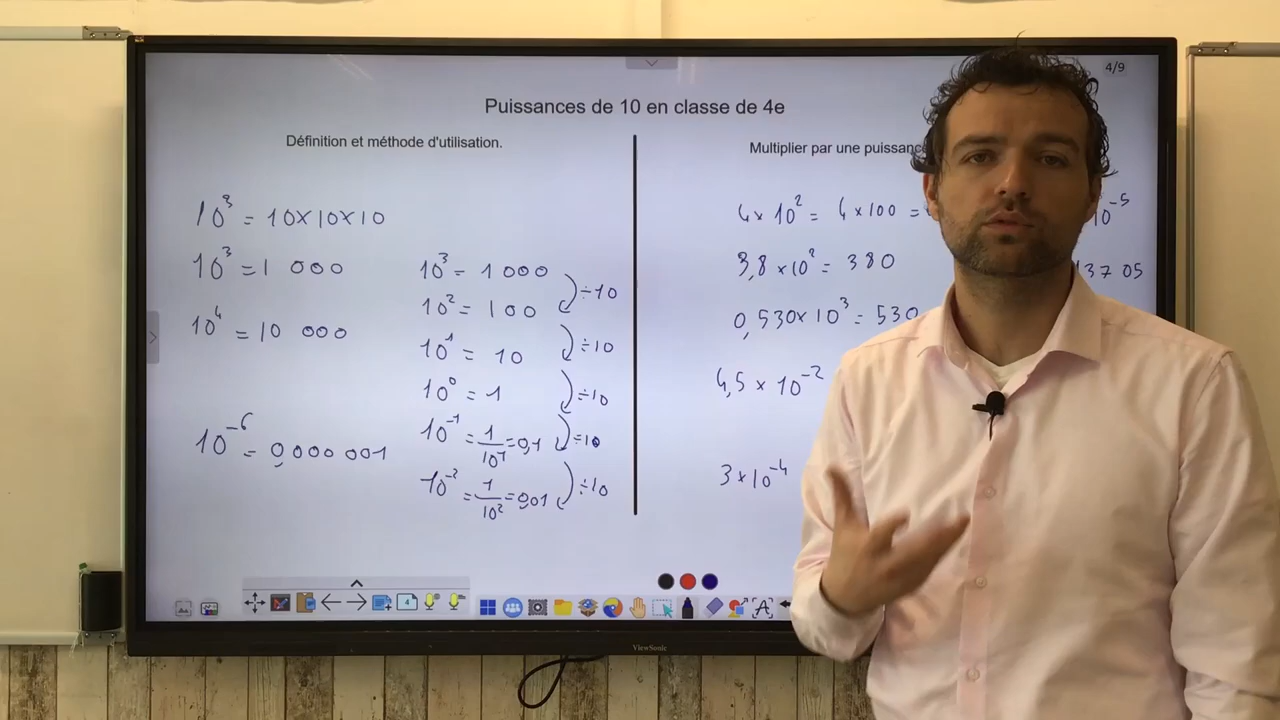 4/9
Puissances de 10 en classe de 4e
Définition et méthode d'utilisation.
10³ = 10×10×10
10³ = 1 000
10⁴ = 10 000
10⁻⁶ = 0,000 001
10³ = 1 000
÷10
10² = 100
÷10
10¹ = 10
÷10
10⁰ = 1
÷10
10⁻¹ = 1/10¹ = 0,1
÷10
10⁻² = 1/10² = 0,01
Multiplier par une puissance
4 × 10² = 4 × 100 =
3,8 × 10² = 380
0,530 × 10³ = 530
4,5 × 10⁻²
3 × 10⁻⁴
10⁻⁵
37 05
ViewSonic